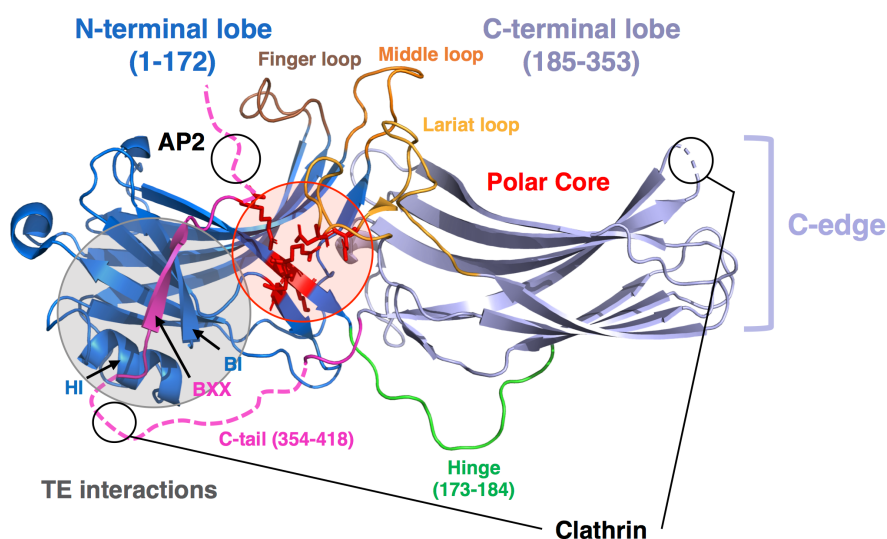 N-terminal lobe
(1-172)
C-terminal lobe
(185-353)
Finger loop
Middle loop
Lariat loop
AP2
Polar Core
C-edge
HI
BXX
BI
C-tail (354-418)
Hinge
(173-184)
TE interactions
Clathrin